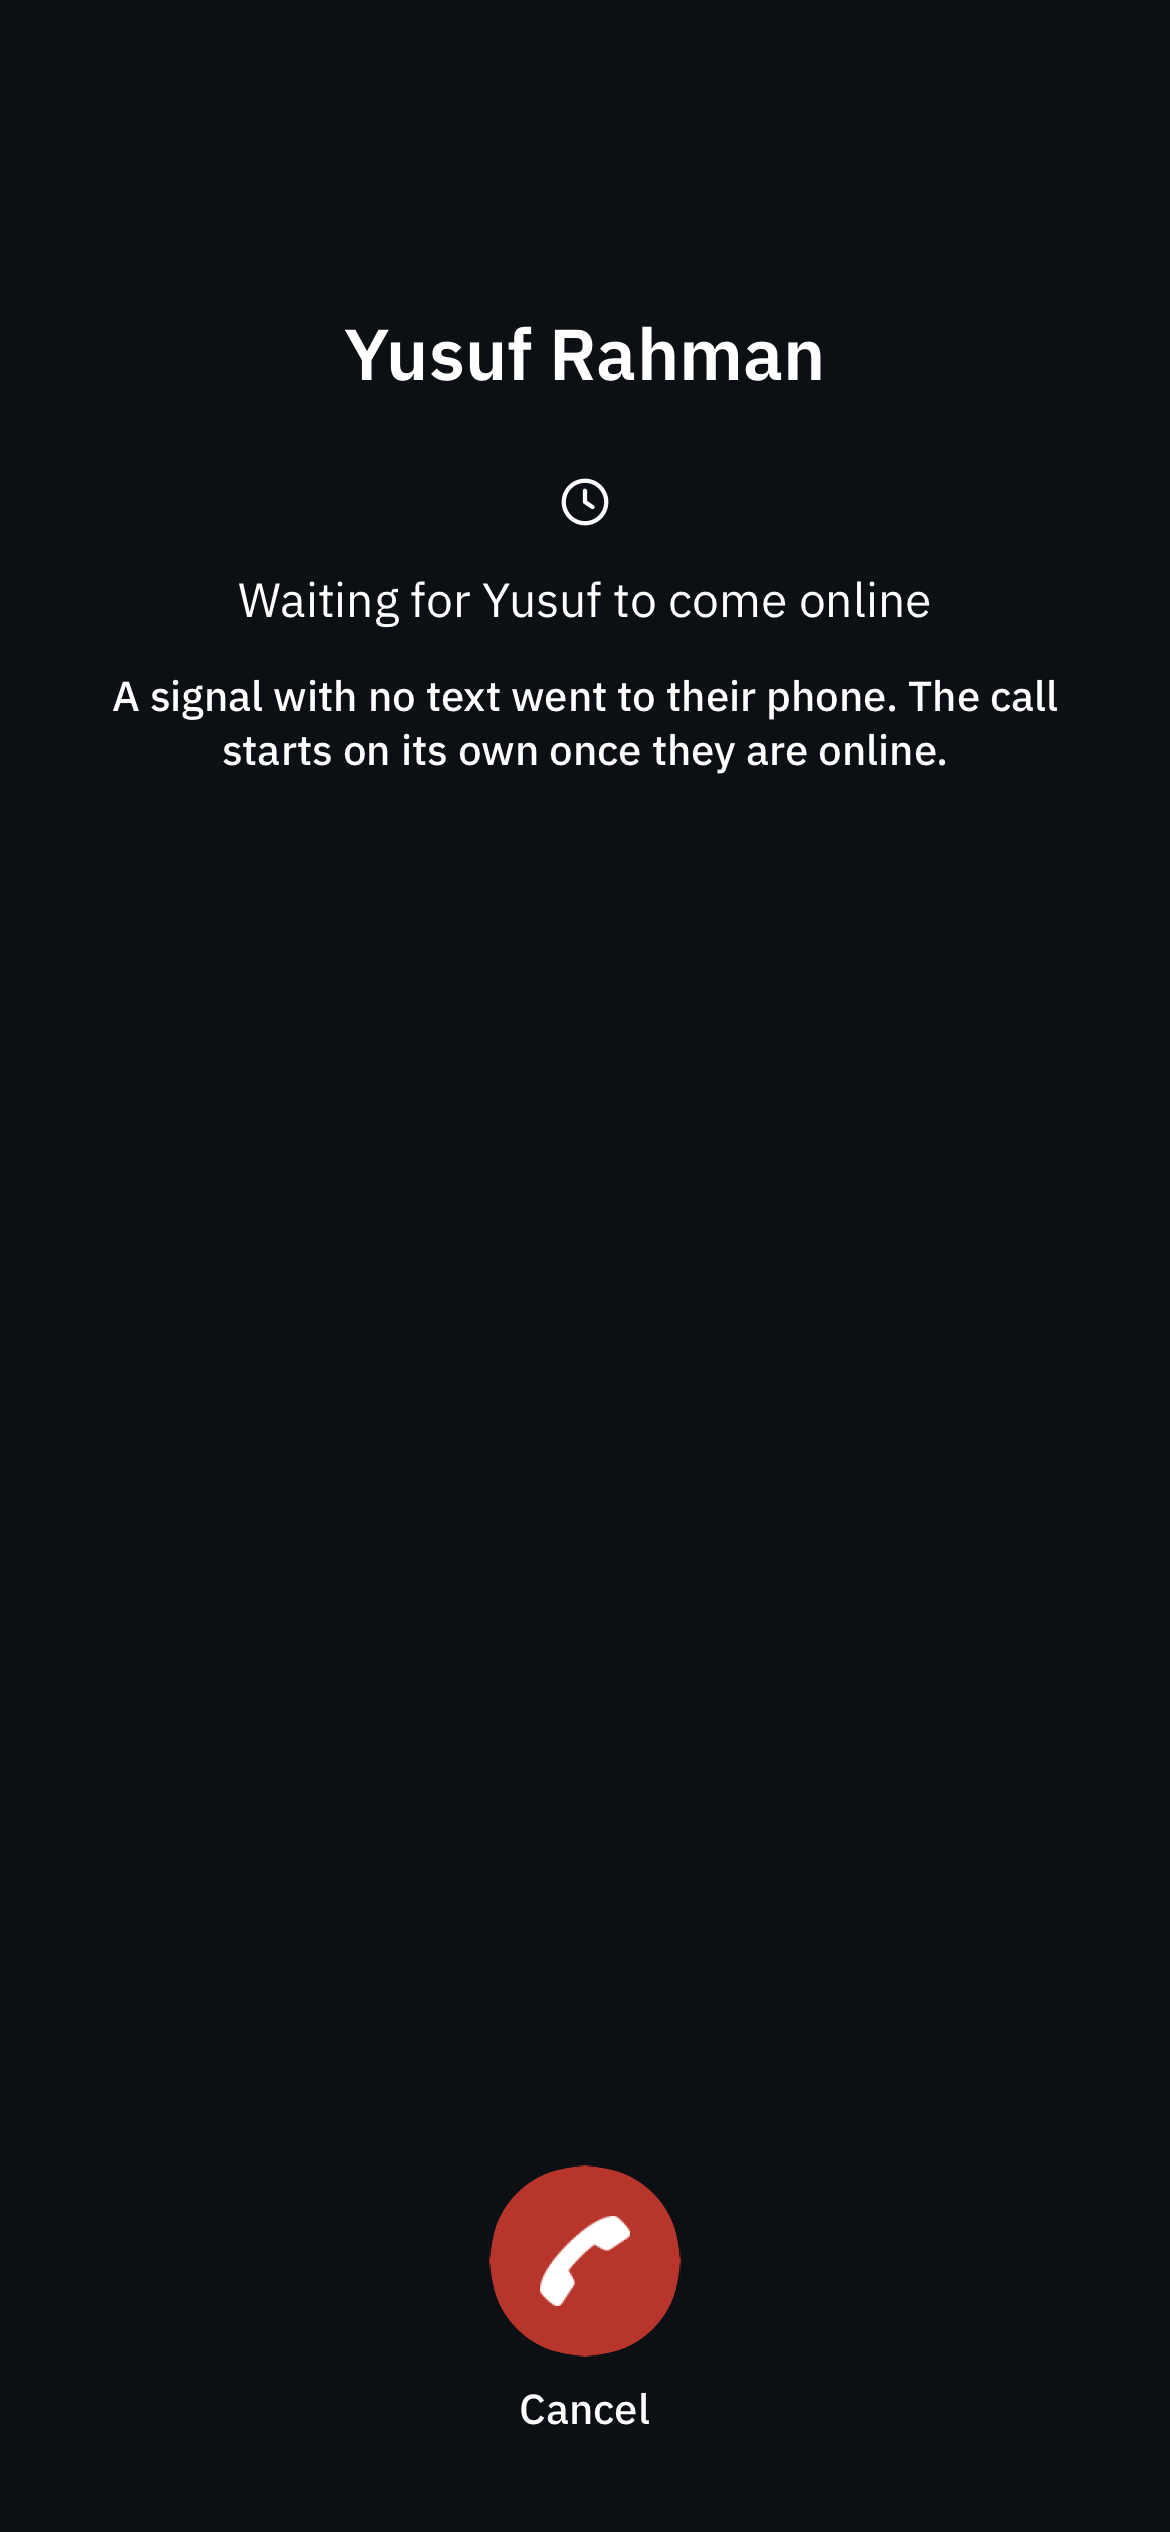 Yusuf Rahman
Waiting for Yusuf to come online
A signal with no text went to their phone. The call
starts on its own once they are online.
Cancel